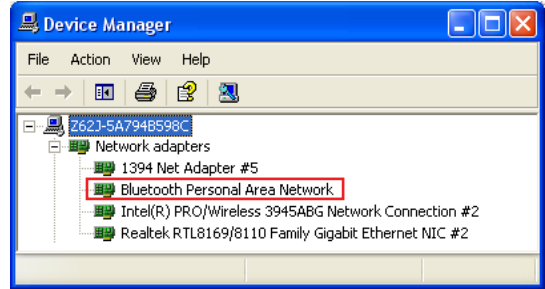 Device Manager
File Action View Help
Z62J-5A794B598C
Network adapters
1394 Net Adapter #5
Bluetooth Personal Area Network
Intel(R) PRO/Wireless 3945ABG Network Connection #2
Realtek RTL8169/8110 Family Gigabit Ethernet NIC #2